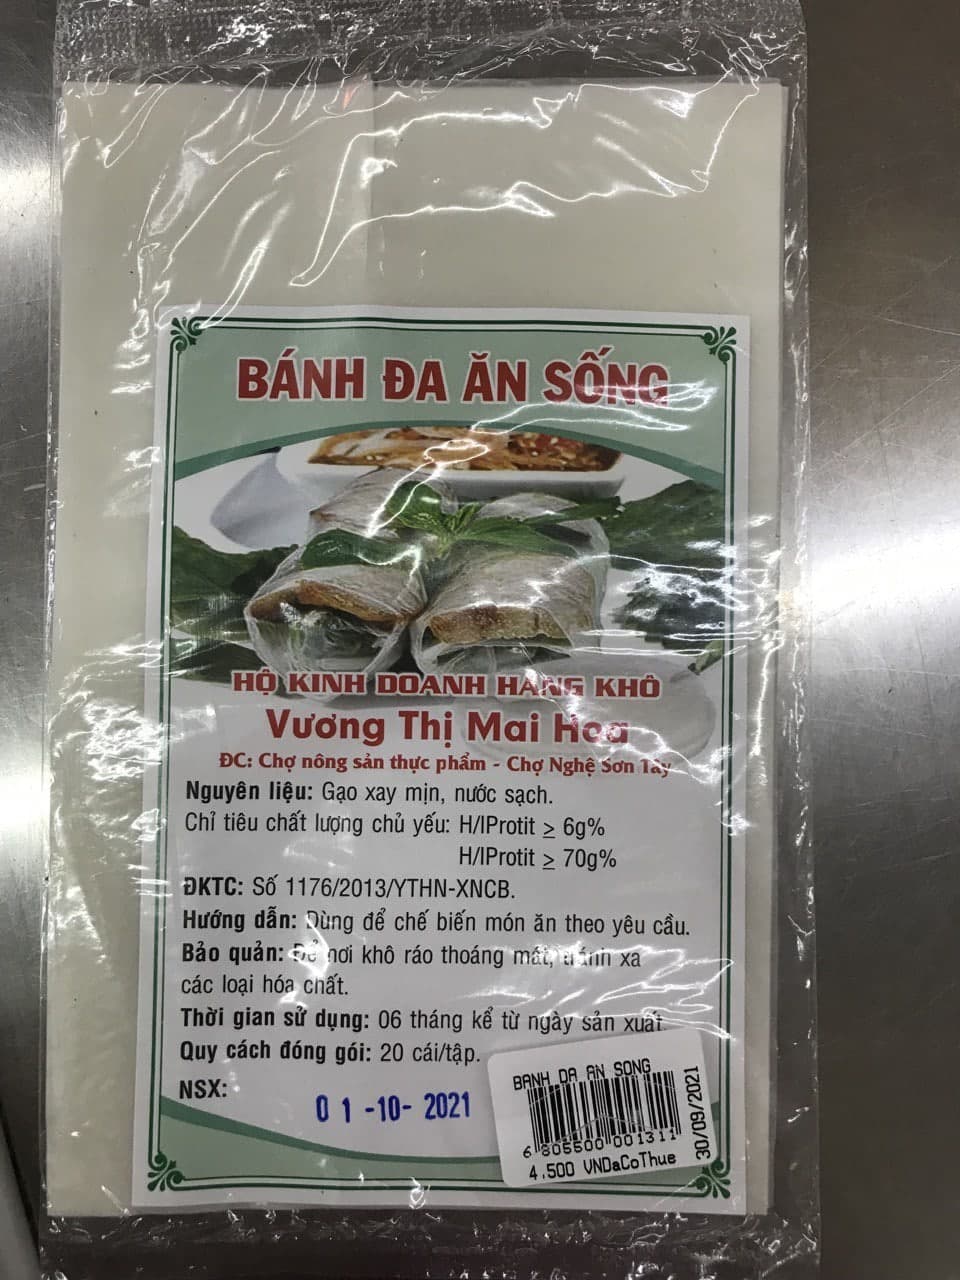 BÁNH ĐA ĂN SỐNG
HỘ KINH DOANH HÀNG KHÔ
Vương Thị Mai Hoa
ĐC: Chợ nông sản thực phẩm - Chợ Nghệ Sơn Tây
Nguyên liệu: Gạo xay mịn, nước sạch.
Chỉ tiêu chất lượng chủ yếu: H/lProtit ≥ 6g%
H/lProtit ≥ 70g%
ĐKTC: Số 1176/2013/YTHN-XNCB.
Hướng dẫn: Dùng để chế biến món ăn theo yêu cầu.
Bảo quản: Để nơi khô ráo thoáng mát, tránh xa
các loại hóa chất.
Thời gian sử dụng: 06 tháng kể từ ngày sản xuất.
Quy cách đóng gói: 20 cái/tập.
NSX:
01 -10- 2021
BANH DA AN SONG
6 805500 001311
4.500 VNDaCoThue
30/09/2021